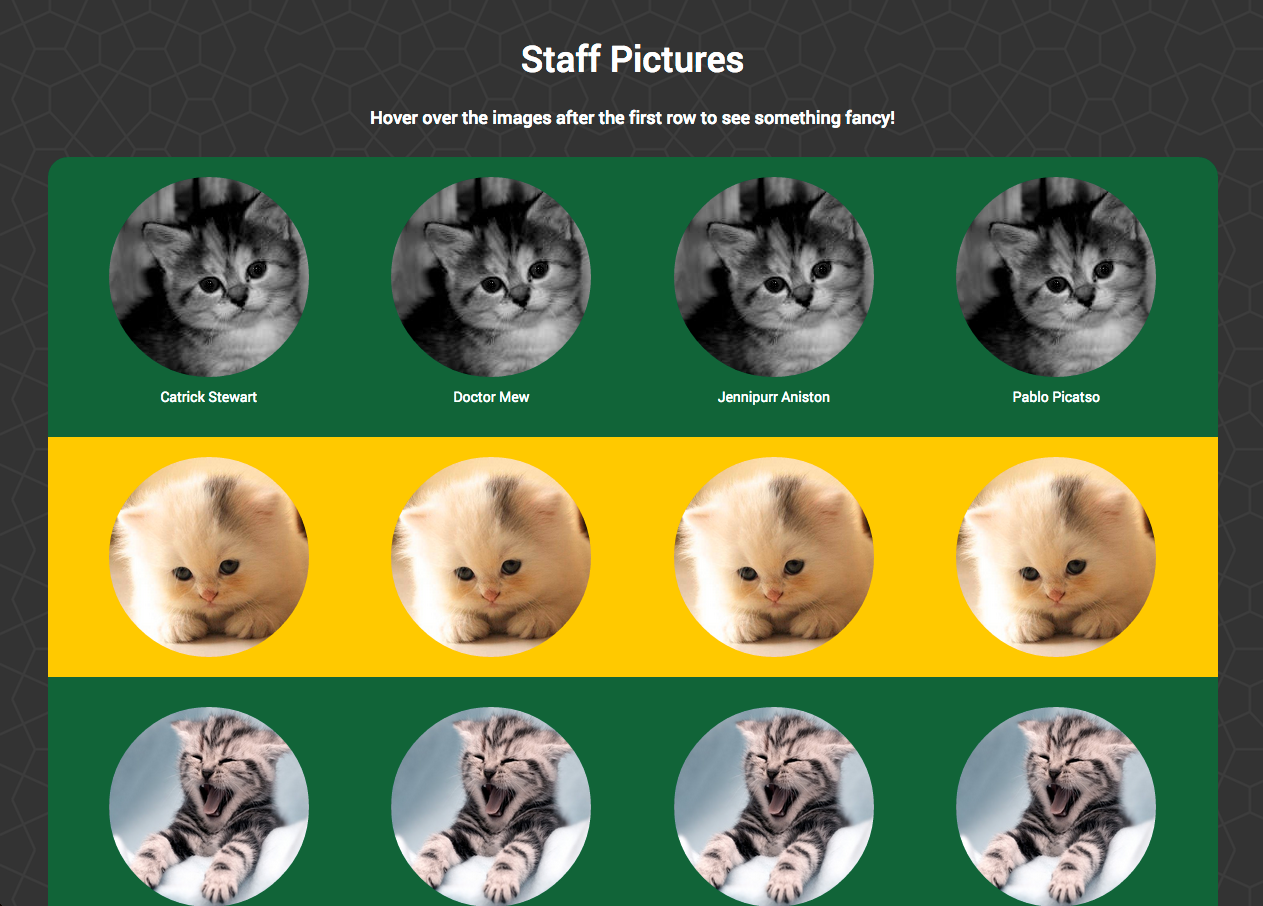 Staff Pictures
Hover over the images after the first row to see something fancy!
Catrick Stewart
Doctor Mew
Jennipurr Aniston
Pablo Picatso